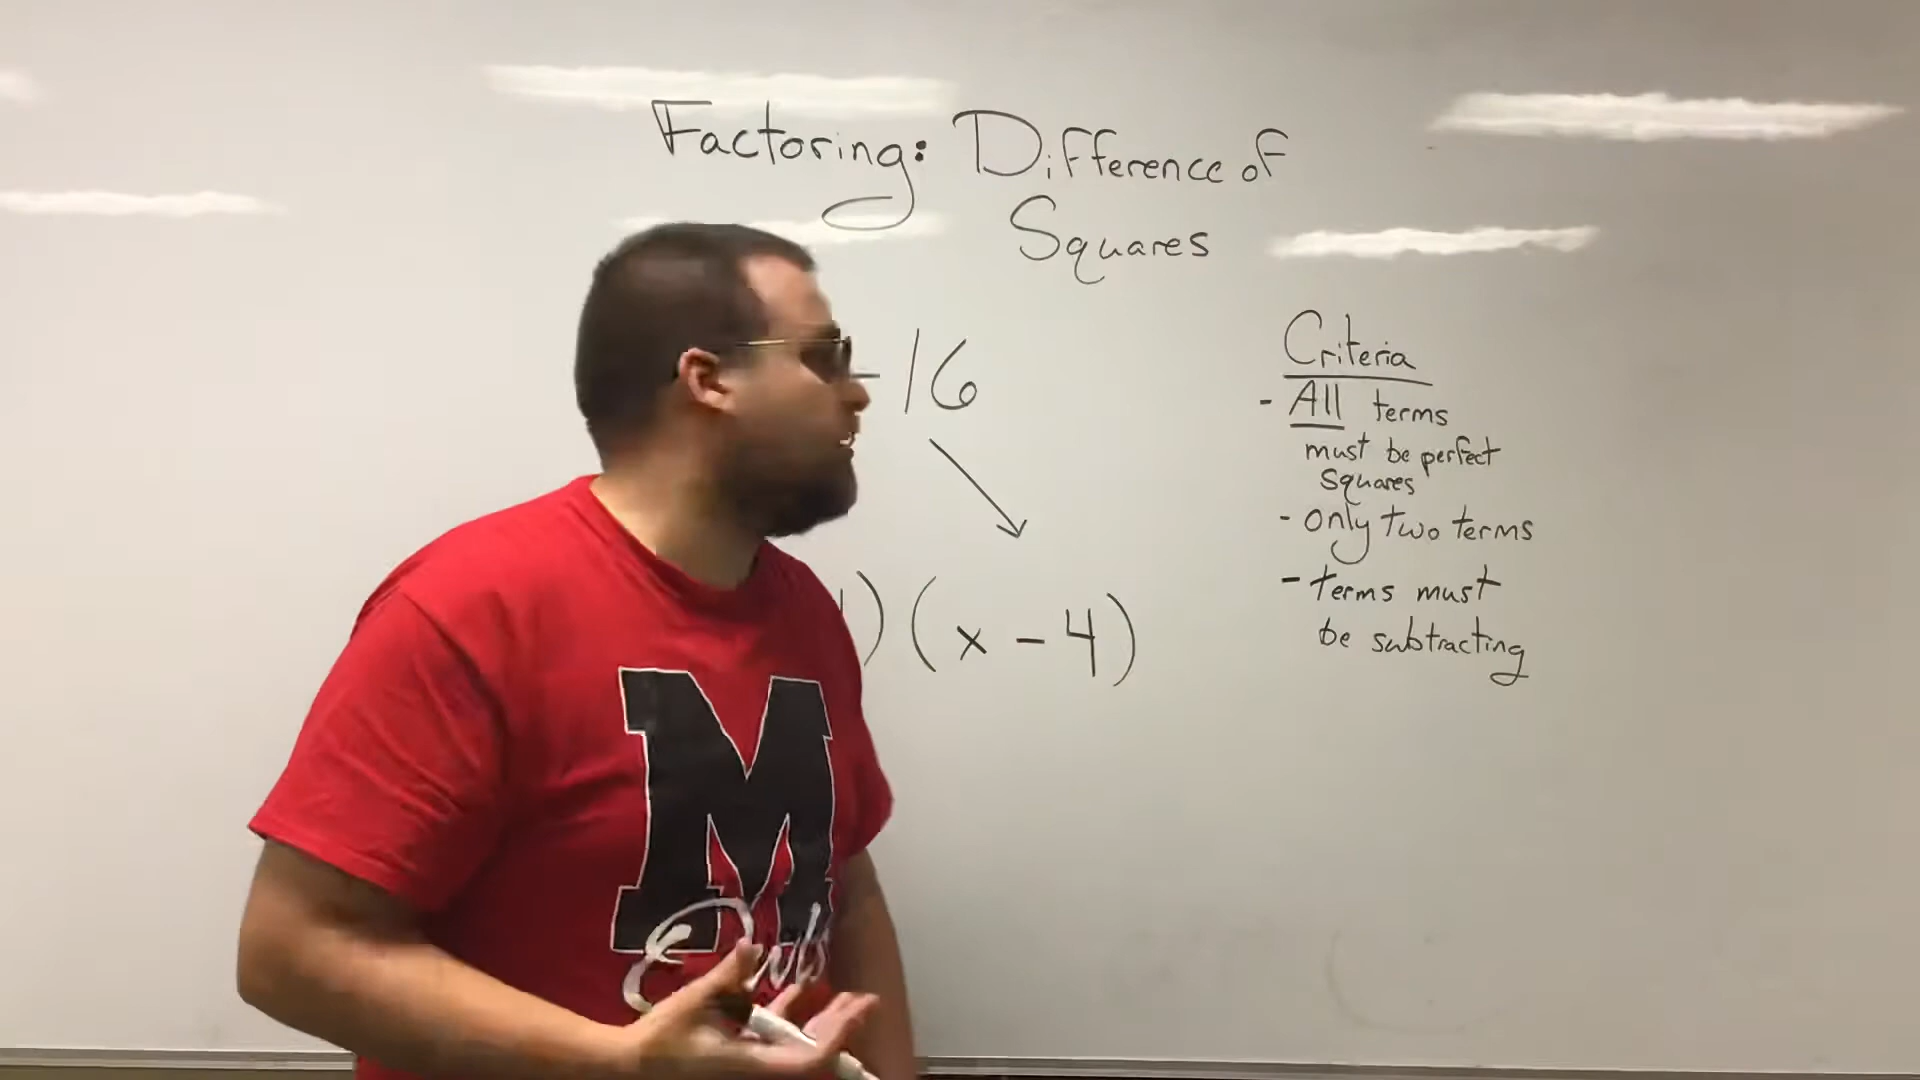 Factoring: Difference of
Squares
- 16
) (x - 4)
Criteria
- All terms
must be perfect
squares
- only two terms
- terms must
be subtracting
M
Owls